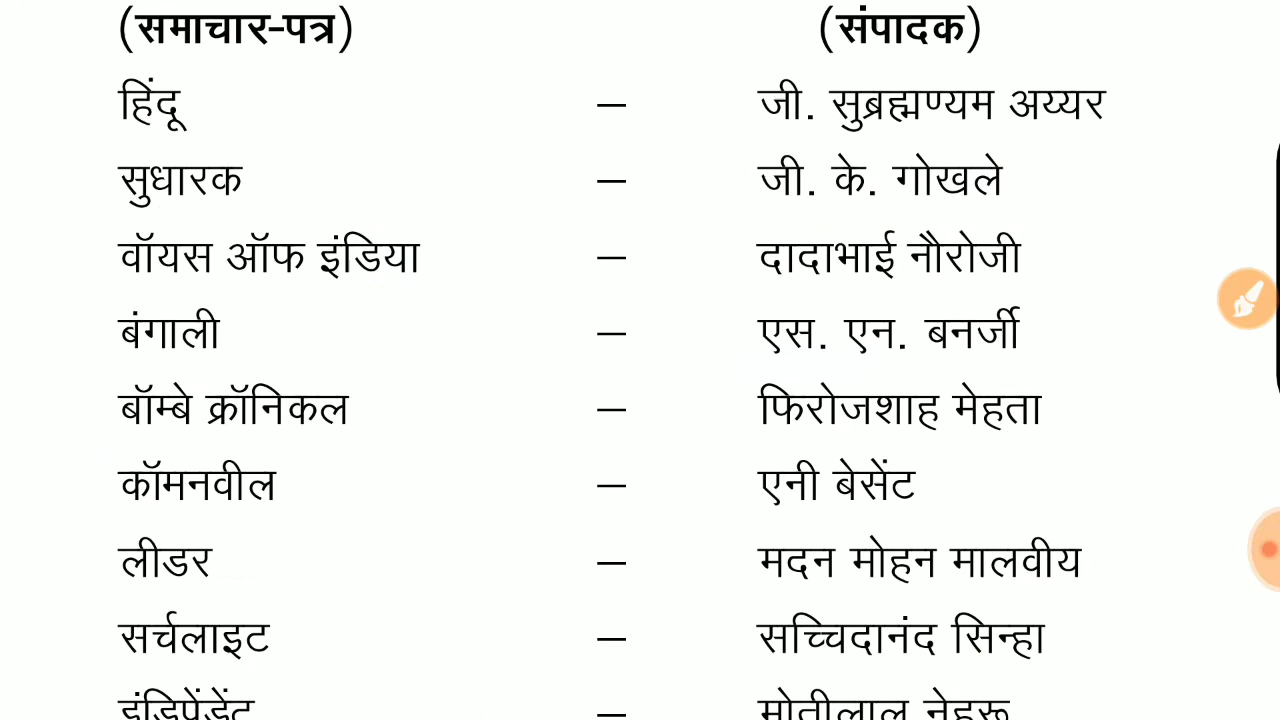 (समाचार-पत्र) (संपादक)
हिंदू – जी. सुब्रह्मण्यम अय्यर
सुधारक – जी. के. गोखले
वॉयस ऑफ इंडिया – दादाभाई नौरोजी
बंगाली – एस. एन. बनर्जी
बॉम्बे क्रॉनिकल – फिरोजशाह मेहता
कॉमनवील – एनी बेसेंट
लीडर – मदन मोहन मालवीय
सर्चलाइट – सच्चिदानंद सिन्हा
इंडिपेंडेंट – मोतीलाल नेहरू